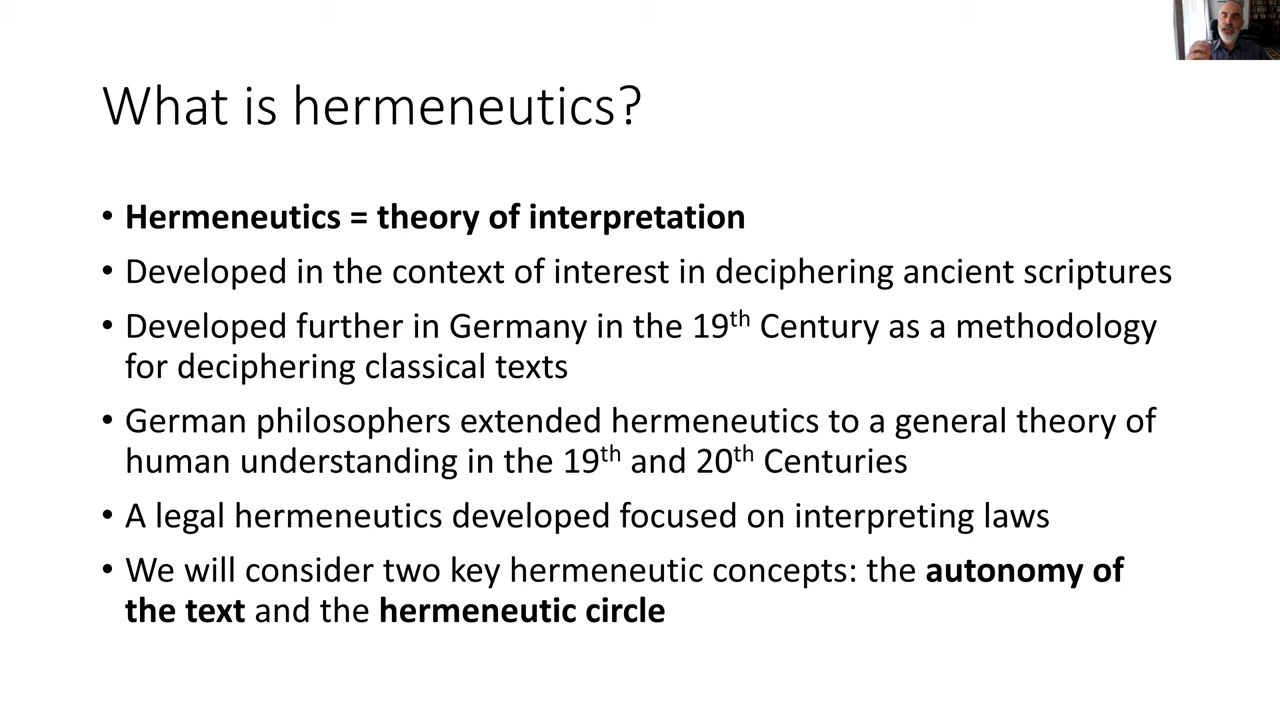 What is hermeneutics?
• Hermeneutics = theory of interpretation
• Developed in the context of interest in deciphering ancient scriptures
• Developed further in Germany in the 19th Century as a methodology
for deciphering classical texts
• German philosophers extended hermeneutics to a general theory of
human understanding in the 19th and 20th Centuries
• A legal hermeneutics developed focused on interpreting laws
• We will consider two key hermeneutic concepts: the autonomy of
the text and the hermeneutic circle